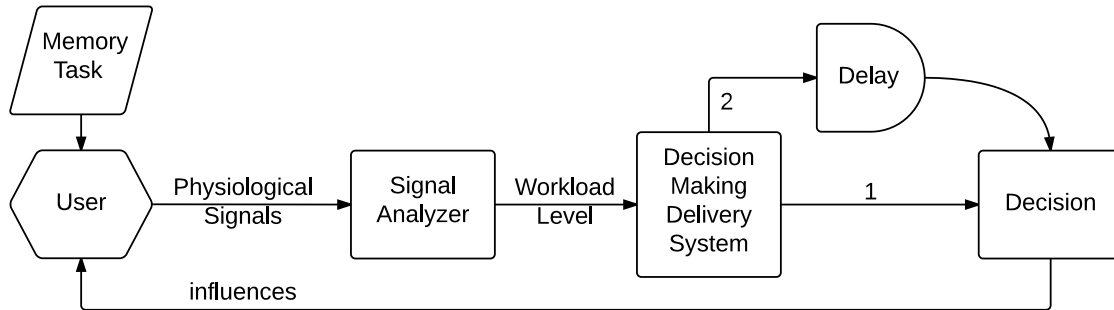 Memory
Task
User
Physiological
Signals
Signal
Analyzer
Workload
Level
Decision
Making
Delivery
System
2
Delay
1
Decision
influences